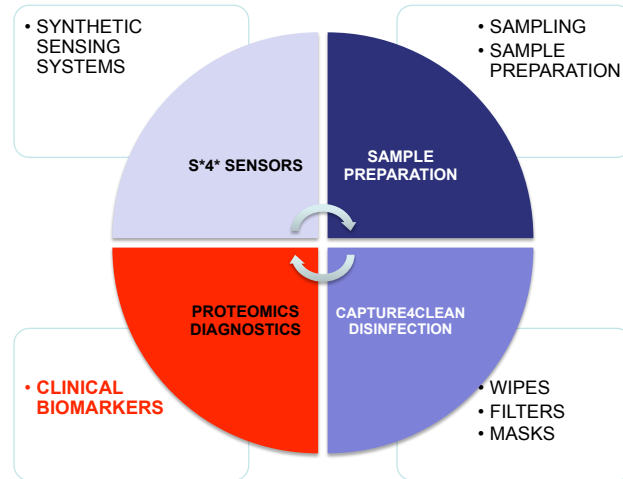 • SYNTHETIC
SENSING
SYSTEMS
• SAMPLING
• SAMPLE
PREPARATION
S*4* SENSORS
SAMPLE
PREPARATION
PROTEOMICS
DIAGNOSTICS
CAPTURE4CLEAN
DISINFECTION
• CLINICAL
BIOMARKERS
• WIPES
• FILTERS
• MASKS